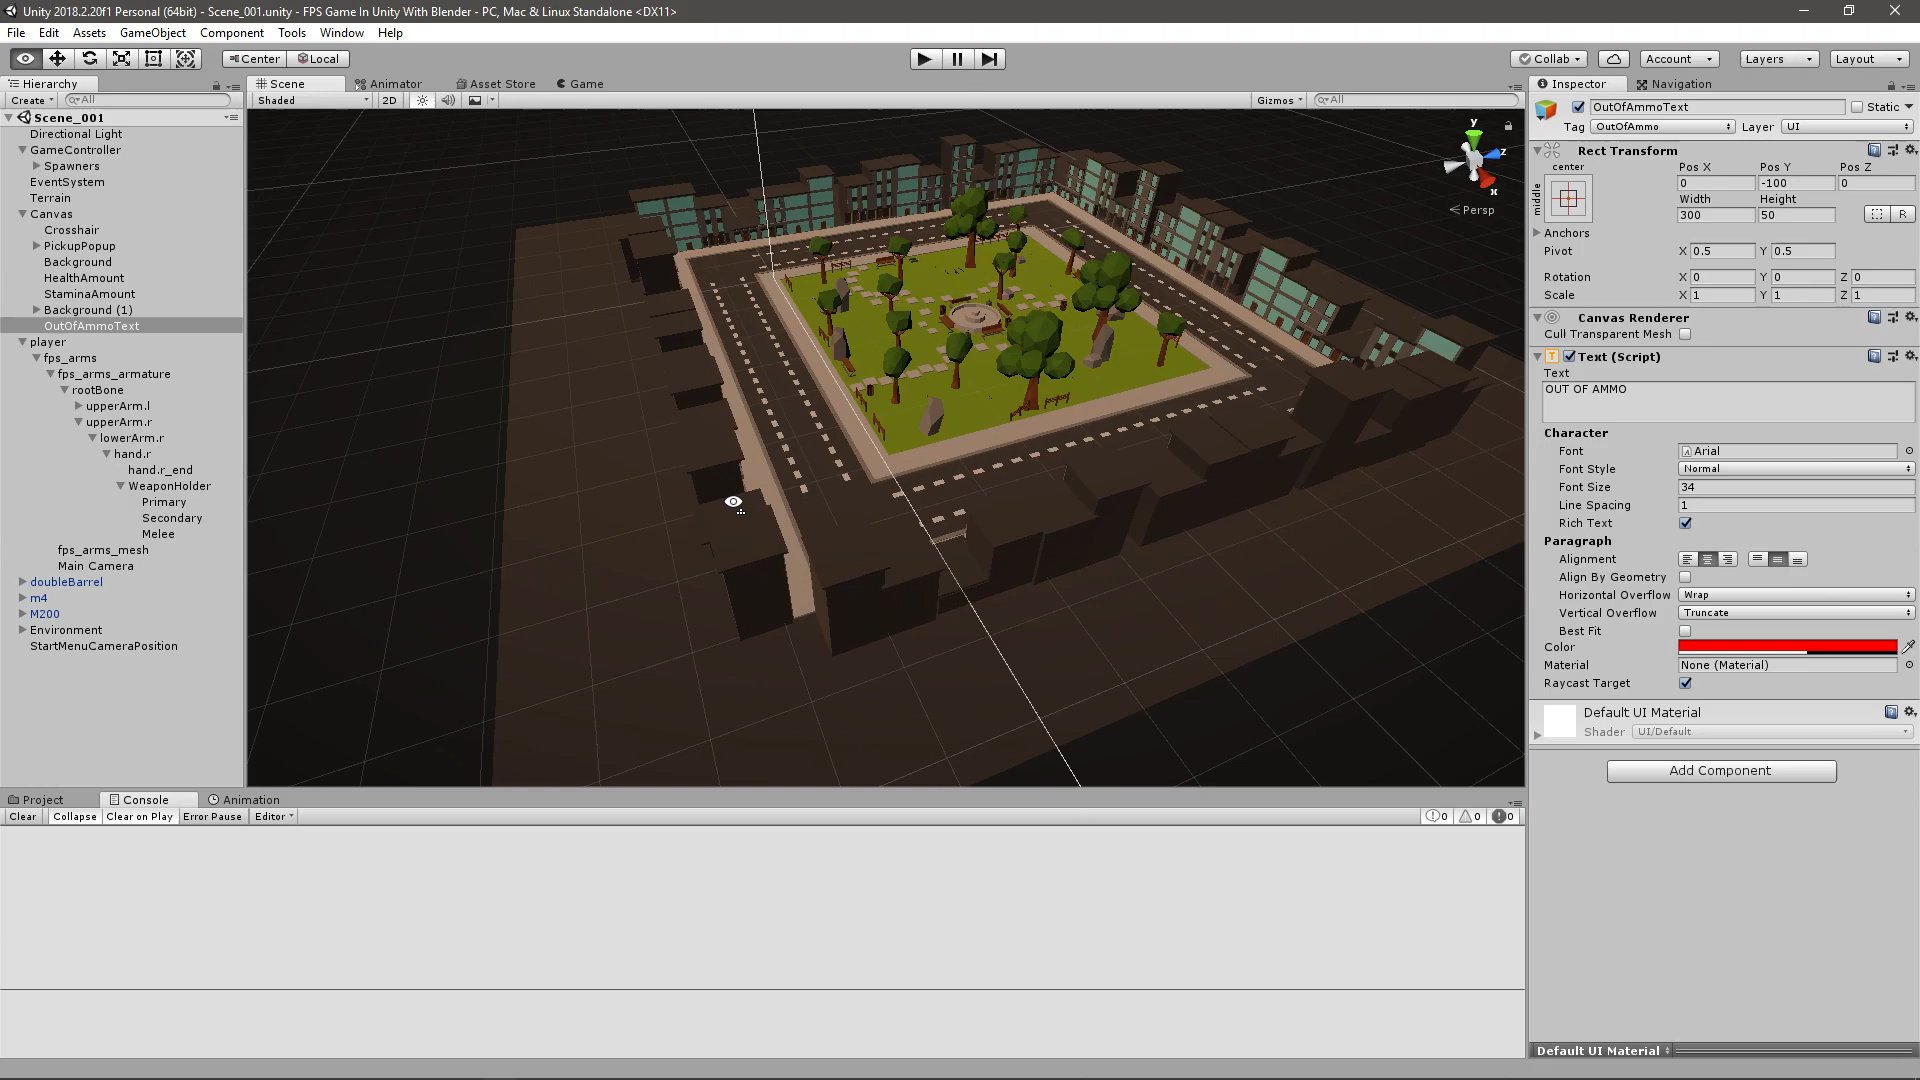 Unity 2018.2.20f1 Personal (64bit) - Scene_001.unity - FPS Game In Unity With Blender - PC, Mac & Linux Standalone <DX11>
File Edit Assets GameObject Component Tools Window Help
Center Local Collab Account Layers Layout
Hierarchy Scene Animator Asset Store Game Inspector Navigation
Create All Shaded 2D Gizmos All
Scene_001
Directional Light
GameController
Spawners
EventSystem
Terrain
Canvas
Crosshair
PickupPopup
Background
HealthAmount
StaminaAmount
Background (1)
OutOfAmmoText
player
fps_arms
fps_arms_armature
rootBone
upperArm.l
upperArm.r
lowerArm.r
hand.r
hand.r_end
WeaponHolder
Primary
Secondary
Melee
fps_arms_mesh
Main Camera
doubleBarrel
m4
M200
Environment
StartMenuCameraPosition
y
z
x
Persp
OutOfAmmoText Static
Tag OutOfAmmo Layer UI
Rect Transform
center Pos X Pos Y Pos Z
middle 0 -100 0
Width Height
300 50 R
Anchors
Pivot X 0.5 Y 0.5
Rotation X 0 Y 0 Z 0
Scale X 1 Y 1 Z 1
Canvas Renderer
Cull Transparent Mesh
Text (Script)
Text
OUT OF AMMO
Character
Font Arial
Font Style Normal
Font Size 34
Line Spacing 1
Rich Text
Paragraph
Alignment
Align By Geometry
Horizontal Overflow Wrap
Vertical Overflow Truncate
Best Fit
Color
Material None (Material)
Raycast Target
Default UI Material
Shader UI/Default
Add Component
Project Console Animation
Clear Collapse Clear on Play Error Pause Editor 0 0 0
Default UI Material